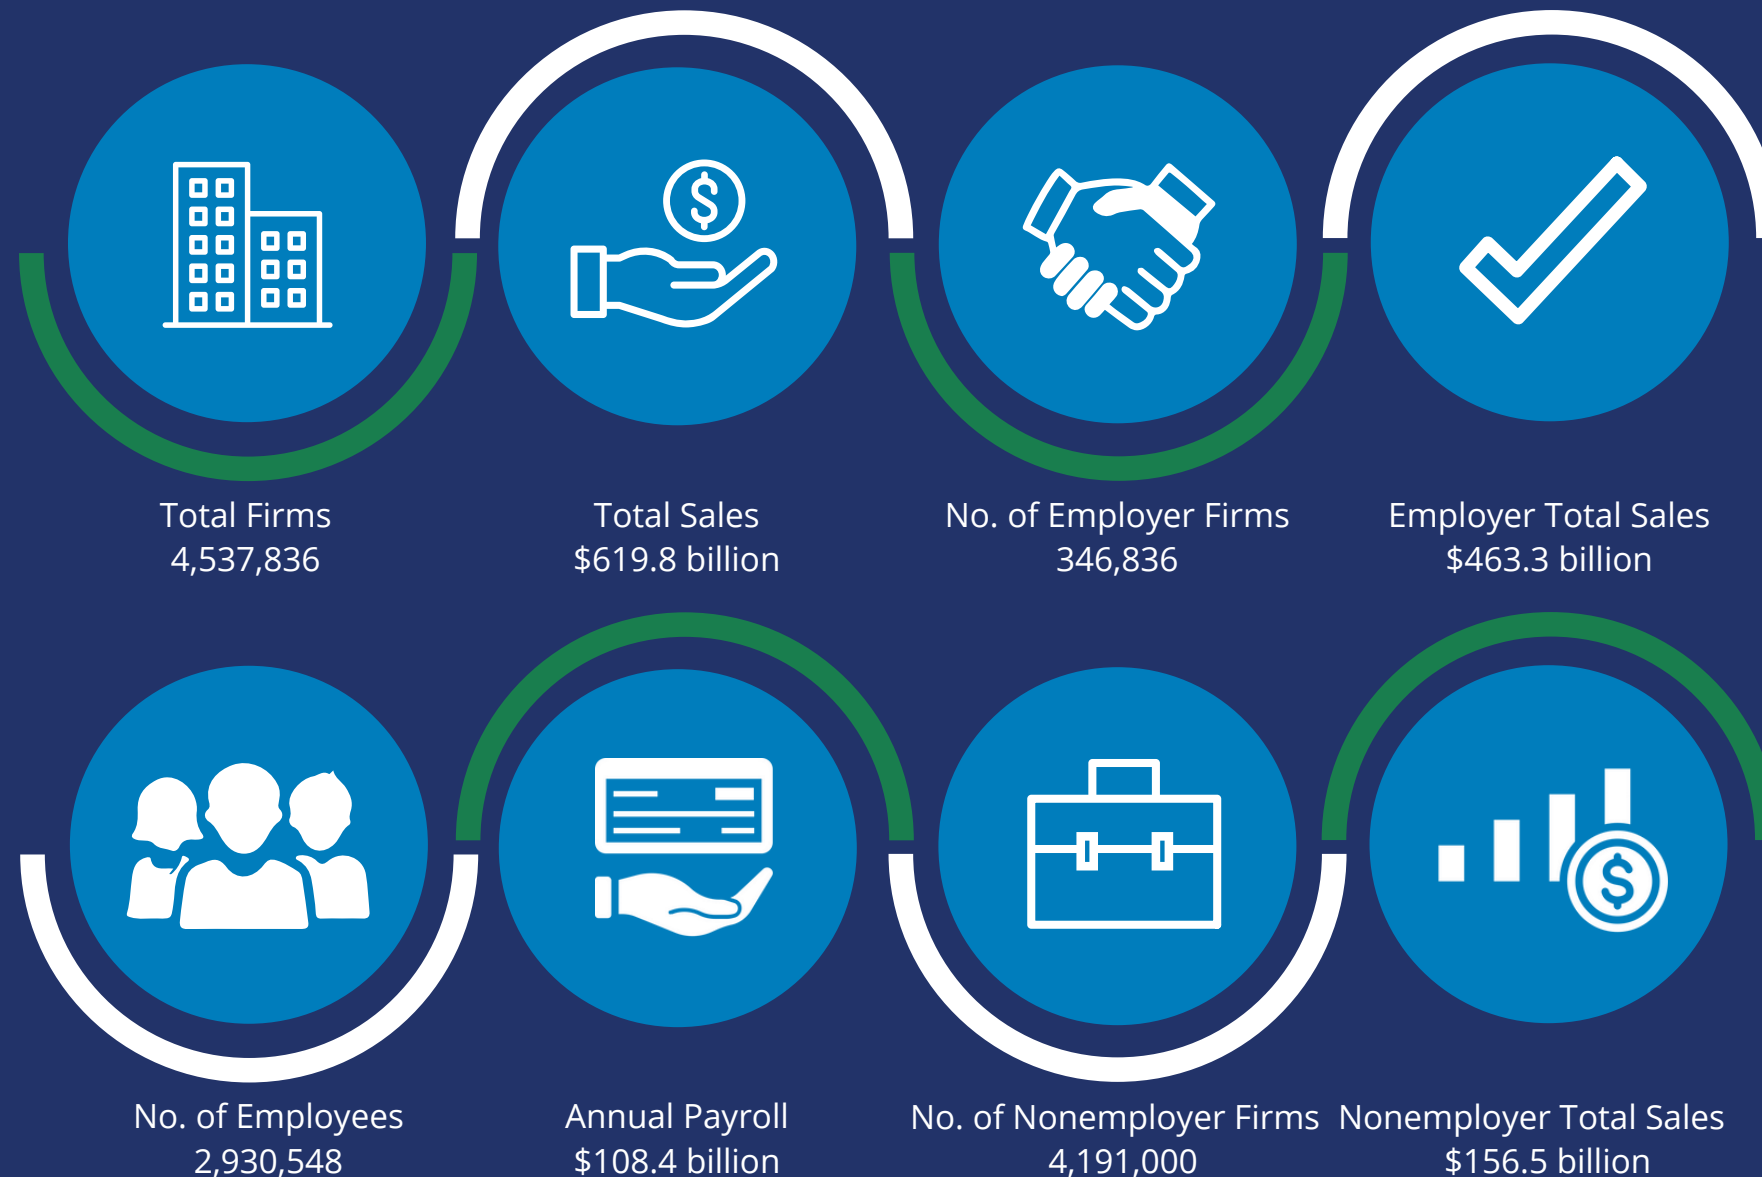 Total Firms
4,537,836
Total Sales
$619.8 billion
No. of Employer Firms
346,836
Employer Total Sales
$463.3 billion
No. of Employees
2,930,548
Annual Payroll
$108.4 billion
No. of Nonemployer Firms
4,191,000
Nonemployer Total Sales
$156.5 billion